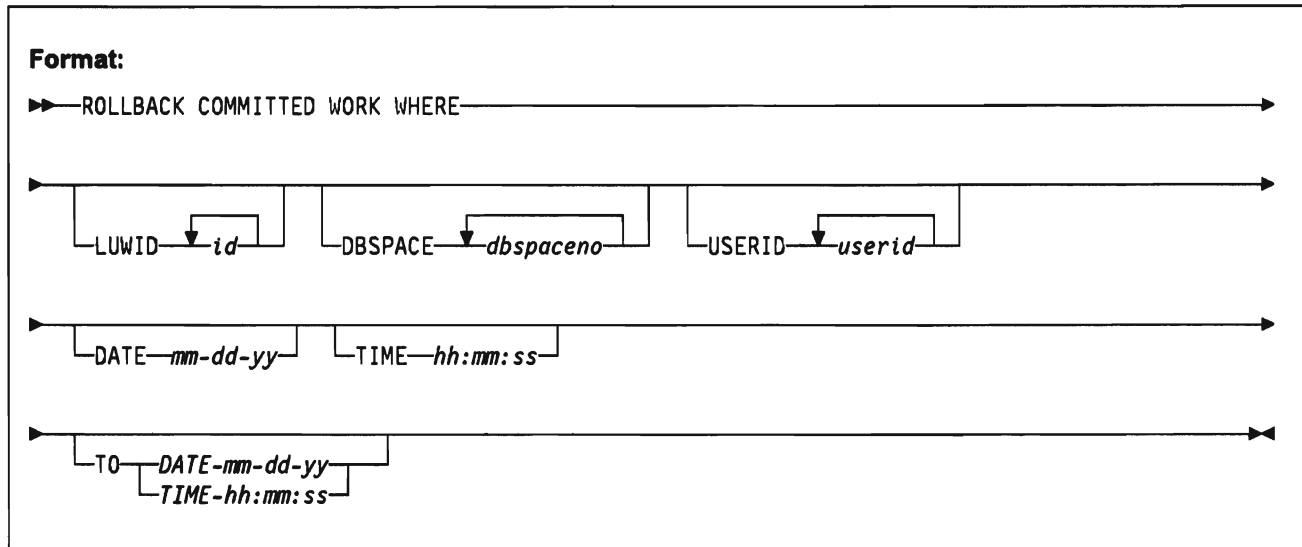 Format:
ROLLBACK COMMITTED WORK WHERE
LUWID id DBSPACE dbspaceno USERID userid
DATE mm-dd-yy TIME hh:mm:ss
TO DATE-mm-dd-yy
TIME-hh:mm:ss